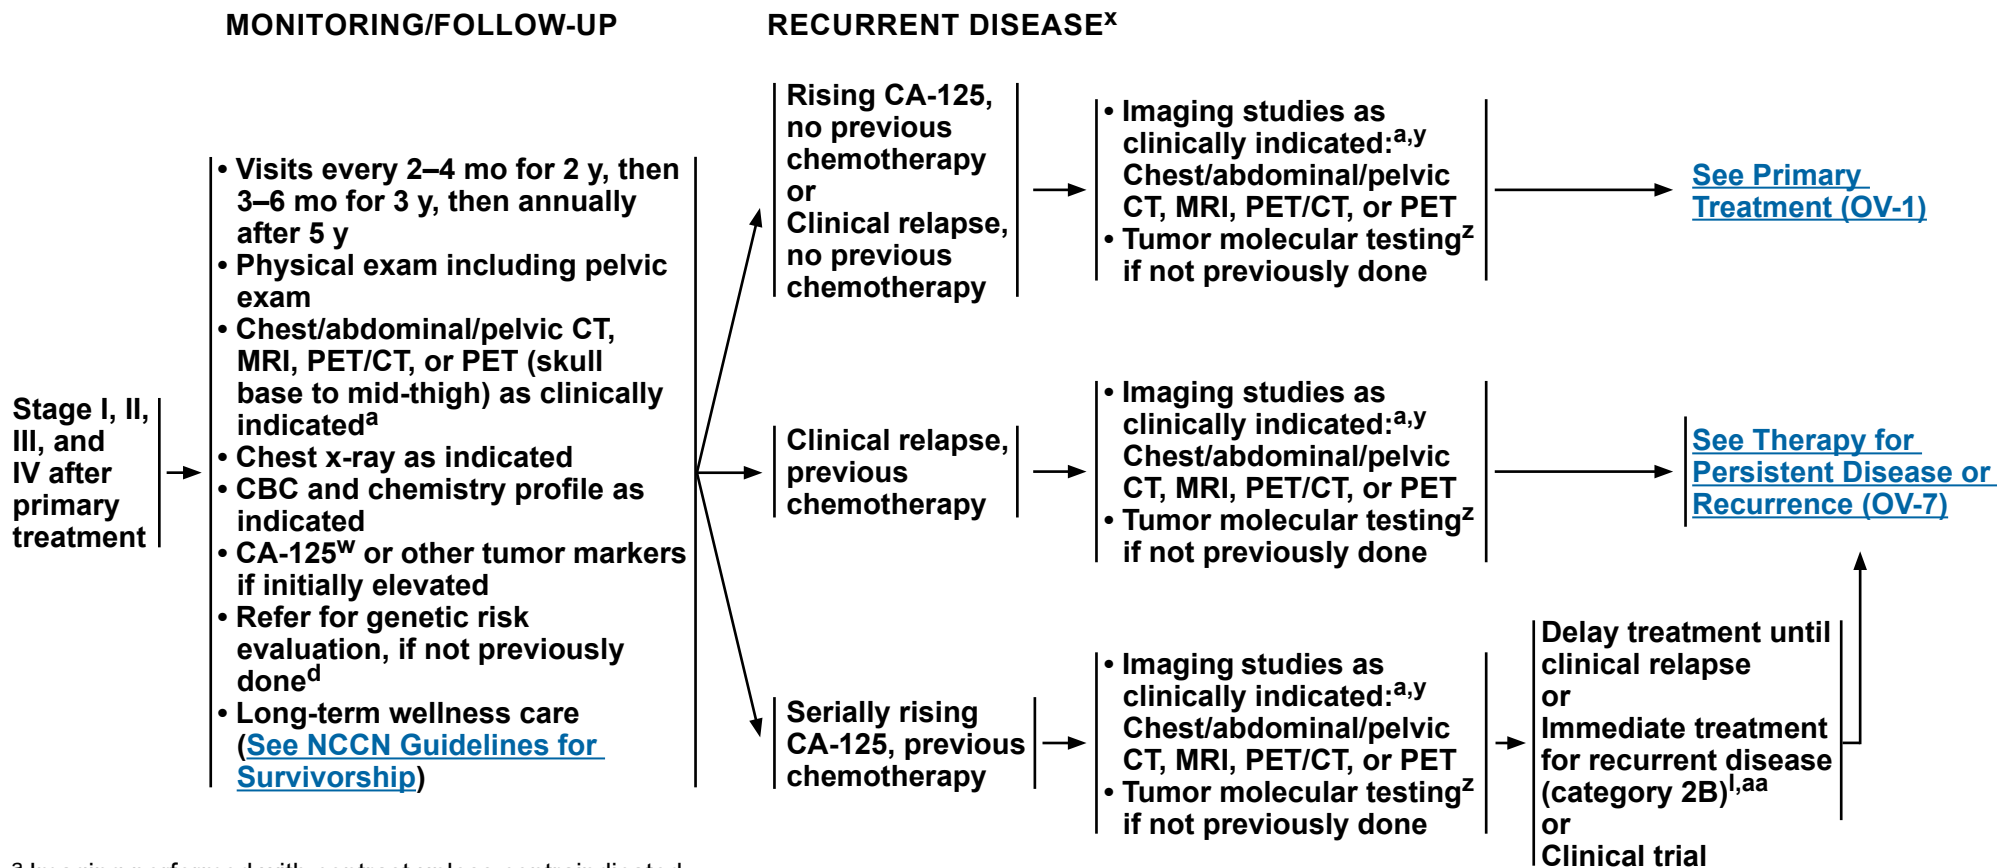 MONITORING/FOLLOW-UP
RECURRENT DISEASEˣ
Stage I, II,
III, and
IV after
primary
treatment
• Visits every 2–4 mo for 2 y, then
3–6 mo for 3 y, then annually
after 5 y
• Physical exam including pelvic
exam
• Chest/abdominal/pelvic CT,
MRI, PET/CT, or PET (skull
base to mid-thigh) as clinically
indicatedᵃ
• Chest x-ray as indicated
• CBC and chemistry profile as
indicated
• CA-125ʷ or other tumor markers
if initially elevated
• Refer for genetic risk
evaluation, if not previously
doneᵈ
• Long-term wellness care
(See NCCN Guidelines for
Survivorship)
Rising CA-125,
no previous
chemotherapy
or
Clinical relapse,
no previous
chemotherapy
• Imaging studies as
clinically indicated:ᵃ,ʸ
Chest/abdominal/pelvic
CT, MRI, PET/CT, or PET
• Tumor molecular testingᶻ
if not previously done
See Primary
Treatment (OV-1)
Clinical relapse,
previous
chemotherapy
• Imaging studies as
clinically indicated:ᵃ,ʸ
Chest/abdominal/pelvic
CT, MRI, PET/CT, or PET
• Tumor molecular testingᶻ
if not previously done
See Therapy for
Persistent Disease or
Recurrence (OV-7)
Serially rising
CA-125, previous
chemotherapy
• Imaging studies as
clinically indicated:ᵃ,ʸ
Chest/abdominal/pelvic
CT, MRI, PET/CT, or PET
• Tumor molecular testingᶻ
if not previously done
Delay treatment until
clinical relapse
or
Immediate treatment
for recurrent disease
(category 2B)ˡ,ᵃᵃ
or
Clinical trial